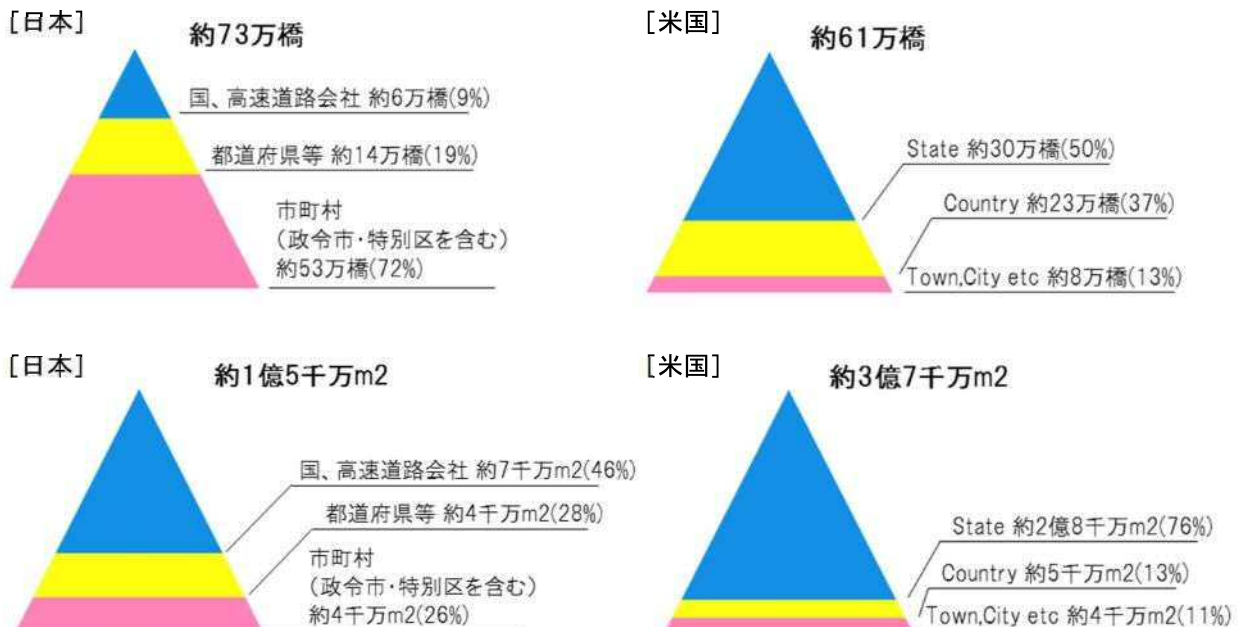 [日本]
約73万橋
国、高速道路会社 約6万橋(9%)
都道府県等 約14万橋(19%)
市町村
(政令市・特別区を含む)
約53万橋(72%)
[米国]
約61万橋
State 約30万橋(50%)
Country 約23万橋(37%)
Town,City etc 約8万橋(13%)
[日本]
約1億5千万m2
国、高速道路会社 約7千万m2(46%)
都道府県等 約4千万m2(28%)
市町村
(政令市・特別区を含む)
約4千万m2(26%)
[米国]
約3億7千万m2
State 約2億8千万m2(76%)
Country 約5千万m2(13%)
Town,City etc 約4千万m2(11%)